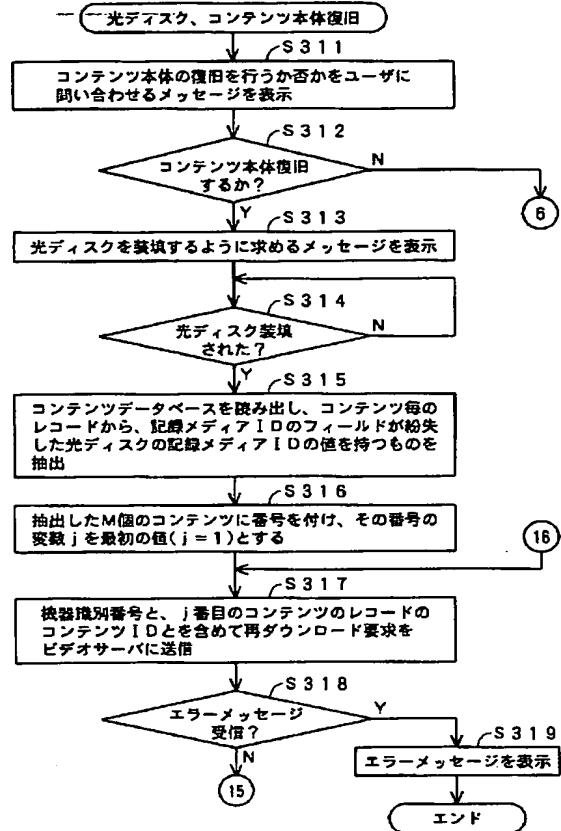 光ディスク、コンテンツ本体復旧
S311
コンテンツ本体の復旧を行うか否かをユーザに
問い合わせるメッセージを表示
S312
コンテンツ本体復旧
するか？
N
6
Y
S313
光ディスクを装填するように求めるメッセージを表示
S314
光ディスク装填
された？
N
Y
S315
コンテンツデータベースを読み出し、コンテンツ毎の
レコードから、記録メディアIDのフィールドが紛失
した光ディスクの記録メディアIDの値を持つものを
抽出
S316
抽出したM個のコンテンツに番号を付け、その番号の
変数jを最初の値(j=1)とする
16
S317
機器識別番号と、j番目のコンテンツのレコードの
コンテンツIDとを含めて再ダウンロード要求を
ビデオサーバに送信
S318
エラーメッセージ
受信？
Y
N
15
S319
エラーメッセージを表示
エンド